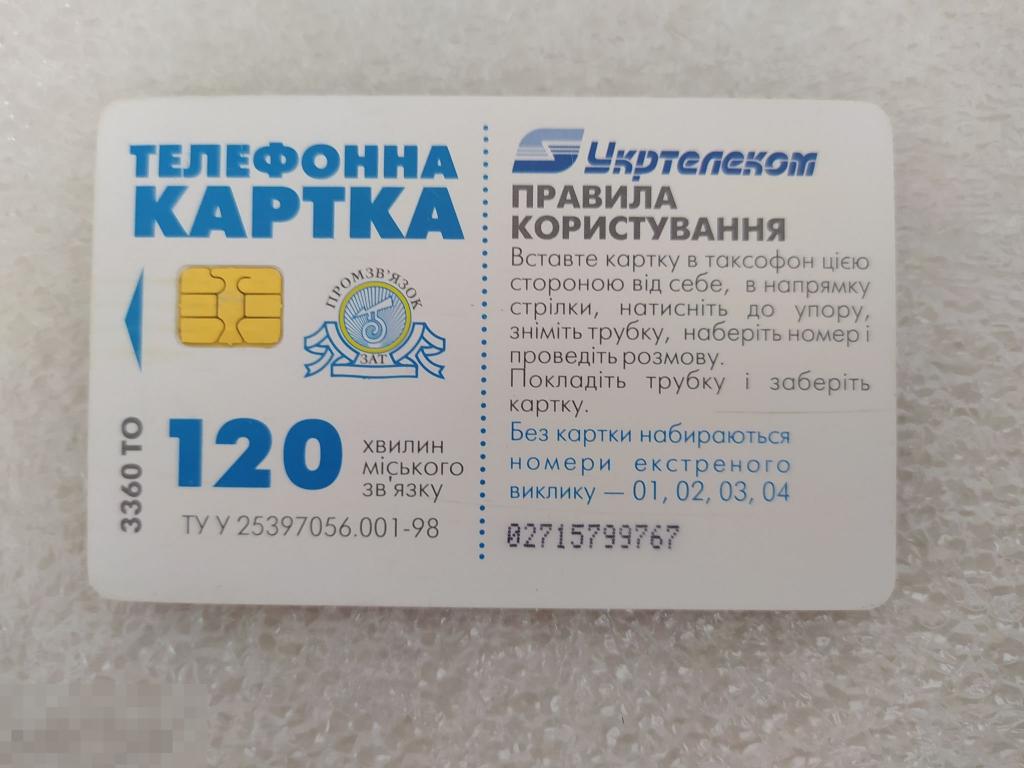 ТЕЛЕФОННА
КАРТКА
ПРОМЗВ'ЯЗОК
ЗАТ
3360 ТО
120
хвилин
міського
зв'язку
ТУ У 25397056.001-98
Укртелеком
ПРАВИЛА
КОРИСТУВАННЯ
Вставте картку в таксофон цією
стороною від себе, в напрямку
стрілки, натисніть до упору,
зніміть трубку, наберіть номер і
проведіть розмову.
Покладіть трубку і заберіть
картку.
Без картки набираються
номери екстреного
виклику — 01, 02, 03, 04
02715799767